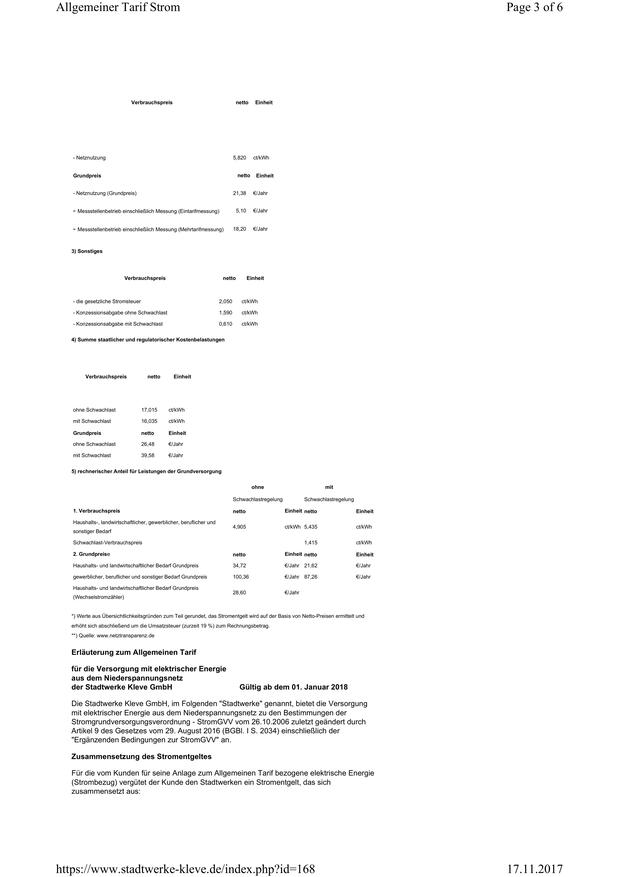 Allgemeiner Tarif Strom Page 3 of 6
Verbrauchspreis netto Einheit
- Netznutzung 5,820 ct/kWh
Grundpreis netto Einheit
- Netznutzung (Grundpreis) 21,38 €/Jahr
+ Messstellenbetrieb einschließlich Messung (Eintarifmessung) 5,10 €/Jahr
+ Messstellenbetrieb einschließlich Messung (Mehrtarifmessung) 18,20 €/Jahr
3) Sonstiges
Verbrauchspreis netto Einheit
- die gesetzliche Stromsteuer 2,050 ct/kWh
- Konzessionsabgabe ohne Schwachlast 1,590 ct/kWh
- Konzessionsabgabe mit Schwachlast 0,610 ct/kWh
4) Summe staatlicher und regulatorischer Kostenbelastungen
Verbrauchspreis netto Einheit
ohne Schwachlast 17,015 ct/kWh
mit Schwachlast 16,035 ct/kWh
Grundpreis netto Einheit
ohne Schwachlast 26,48 €/Jahr
mit Schwachlast 39,58 €/Jahr
5) rechnerischer Anteil für Leistungen der Grundversorgung
ohne mit
Schwachlastregelung Schwachlastregelung
1. Verbrauchspreis netto Einheit netto Einheit
Haushalts-, landwirtschaftlicher, gewerblicher, beruflicher und
sonstiger Bedarf 4,905 ct/kWh 5,435 ct/kWh
Schwachlast-Verbrauchspreis 1,415 ct/kWh
2. Grundpreise netto Einheit netto Einheit
Haushalts- und landwirtschaftlicher Bedarf Grundpreis 34,72 €/Jahr 21,62 €/Jahr
gewerblicher, beruflicher und sonstiger Bedarf Grundpreis 100,36 €/Jahr 87,26 €/Jahr
Haushalts- und landwirtschaftlicher Bedarf Grundpreis
(Wechselstromzähler) 28,60 €/Jahr
*) Werte aus Übersichtlichkeitsgründen zum Teil gerundet, das Stromentgelt wird auf der Basis von Netto-Preisen ermittelt und
erhöht sich abschließend um die Umsatzsteuer (zurzeit 19 %) zum Rechnungsbetrag.
**) Quelle: www.netztransparenz.de
Erläuterung zum Allgemeinen Tarif
für die Versorgung mit elektrischer Energie
aus dem Niederspannungsnetz
der Stadtwerke Kleve GmbH Gültig ab dem 01. Januar 2018
Die Stadtwerke Kleve GmbH, im Folgenden "Stadtwerke" genannt, bietet die Versorgung
mit elektrischer Energie aus dem Niederspannungsnetz zu den Bestimmungen der
Stromgrundversorgungsverordnung - StromGVV vom 26.10.2006 zuletzt geändert durch
Artikel 9 des Gesetzes vom 29. August 2016 (BGBl. I S. 2034) einschließlich der
"Ergänzenden Bedingungen zur StromGVV" an.
Zusammensetzung des Stromentgeltes
Für die vom Kunden für seine Anlage zum Allgemeinen Tarif bezogene elektrische Energie
(Strombezug) vergütet der Kunde den Stadtwerken ein Stromentgelt, das sich
zusammensetzt aus:
https://www.stadtwerke-kleve.de/index.php?id=168 17.11.2017